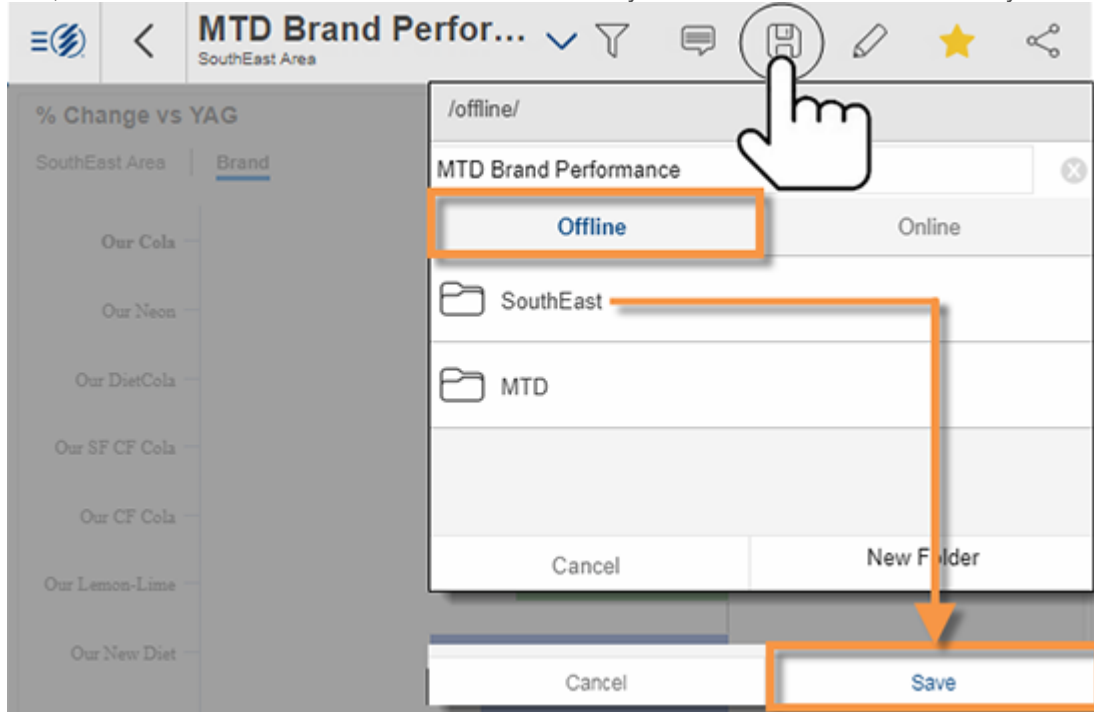 MTD Brand Perfor...
SouthEast Area
% Change vs YAG
SouthEast Area | Brand
Our Cola
Our Neon
Our DietCola
Our SF CF Cola
Our CF Cola
Our Lemon-Lime
Our New Diet
/offline/
MTD Brand Performance
Offline Online
SouthEast
MTD
Cancel New Folder
Cancel Save